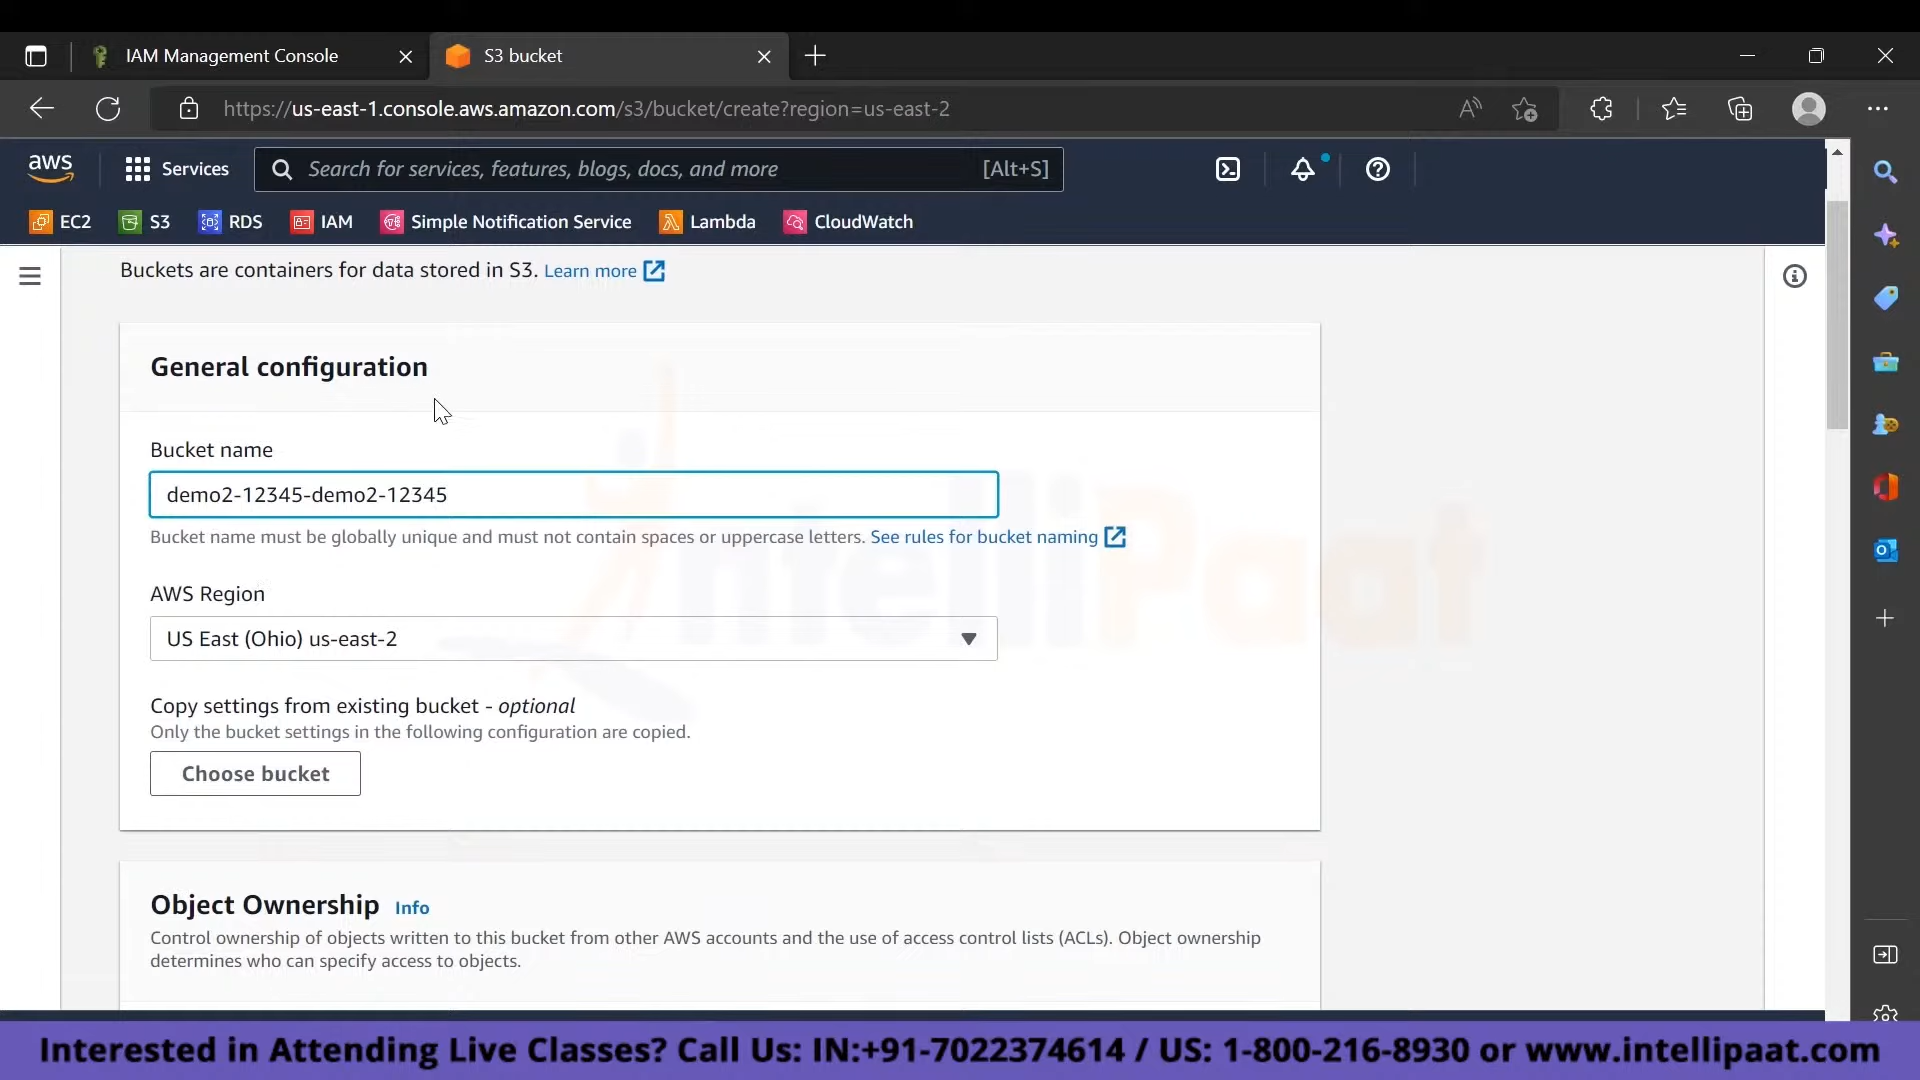 IAM Management Console
S3 bucket
https://us-east-1.console.aws.amazon.com/s3/bucket/create?region=us-east-2
aws
Services
Search for services, features, blogs, docs, and more
[Alt+S]
EC2
S3
RDS
IAM
Simple Notification Service
Lambda
CloudWatch
Buckets are containers for data stored in S3. Learn more
General configuration
Bucket name
demo2-12345-demo2-12345
Bucket name must be globally unique and must not contain spaces or uppercase letters. See rules for bucket naming
AWS Region
US East (Ohio) us-east-2
Copy settings from existing bucket - optional
Only the bucket settings in the following configuration are copied.
Choose bucket
Object Ownership Info
Control ownership of objects written to this bucket from other AWS accounts and the use of access control lists (ACLs). Object ownership
determines who can specify access to objects.
intelliPaat
Interested in Attending Live Classes? Call Us: IN:+91-7022374614 / US: 1-800-216-8930 or www.intellipaat.com